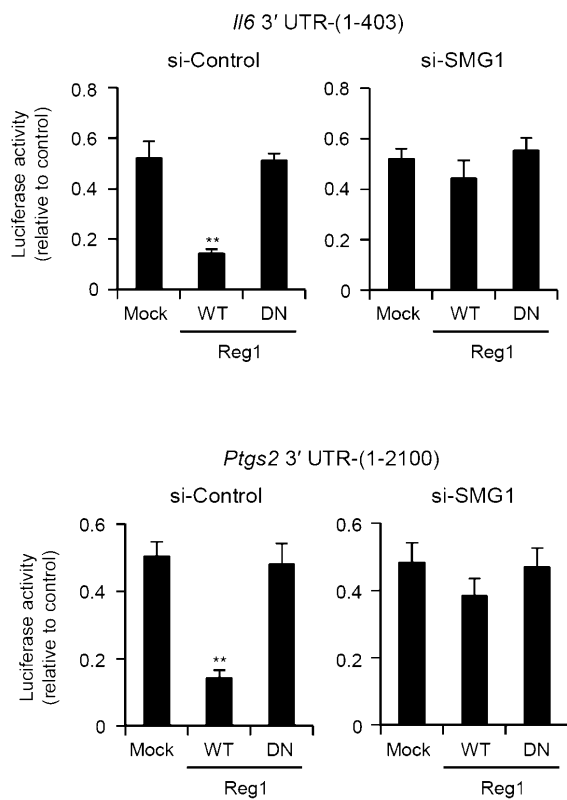 Il6 3′ UTR-(1-403)
si-Control
si-SMG1
Luciferase activity
(relative to control)
0.8
0.6
0.4
0.2
0
**
Mock
WT
DN
Reg1
0.8
0.6
0.4
0.2
0
Mock
WT
DN
Reg1
Ptgs2 3′ UTR-(1-2100)
si-Control
si-SMG1
Luciferase activity
(relative to control)
0.6
0.4
0.2
0
**
Mock
WT
DN
Reg1
0.6
0.4
0.2
0
Mock
WT
DN
Reg1